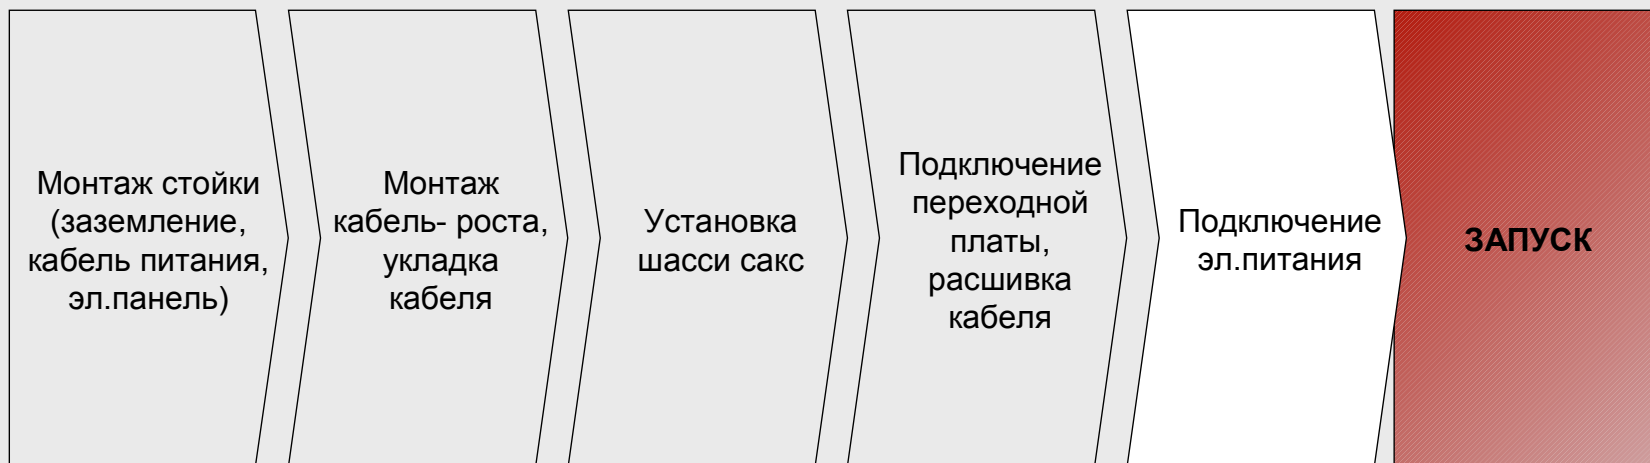 Монтаж стойки
(заземление,
кабель питания,
эл.панель)
Монтаж
кабель- роста,
укладка
кабеля
Установка
шасси сакс
Подключение
переходной
платы,
расшивка
кабеля
Подключение
эл.питания
ЗАПУСК